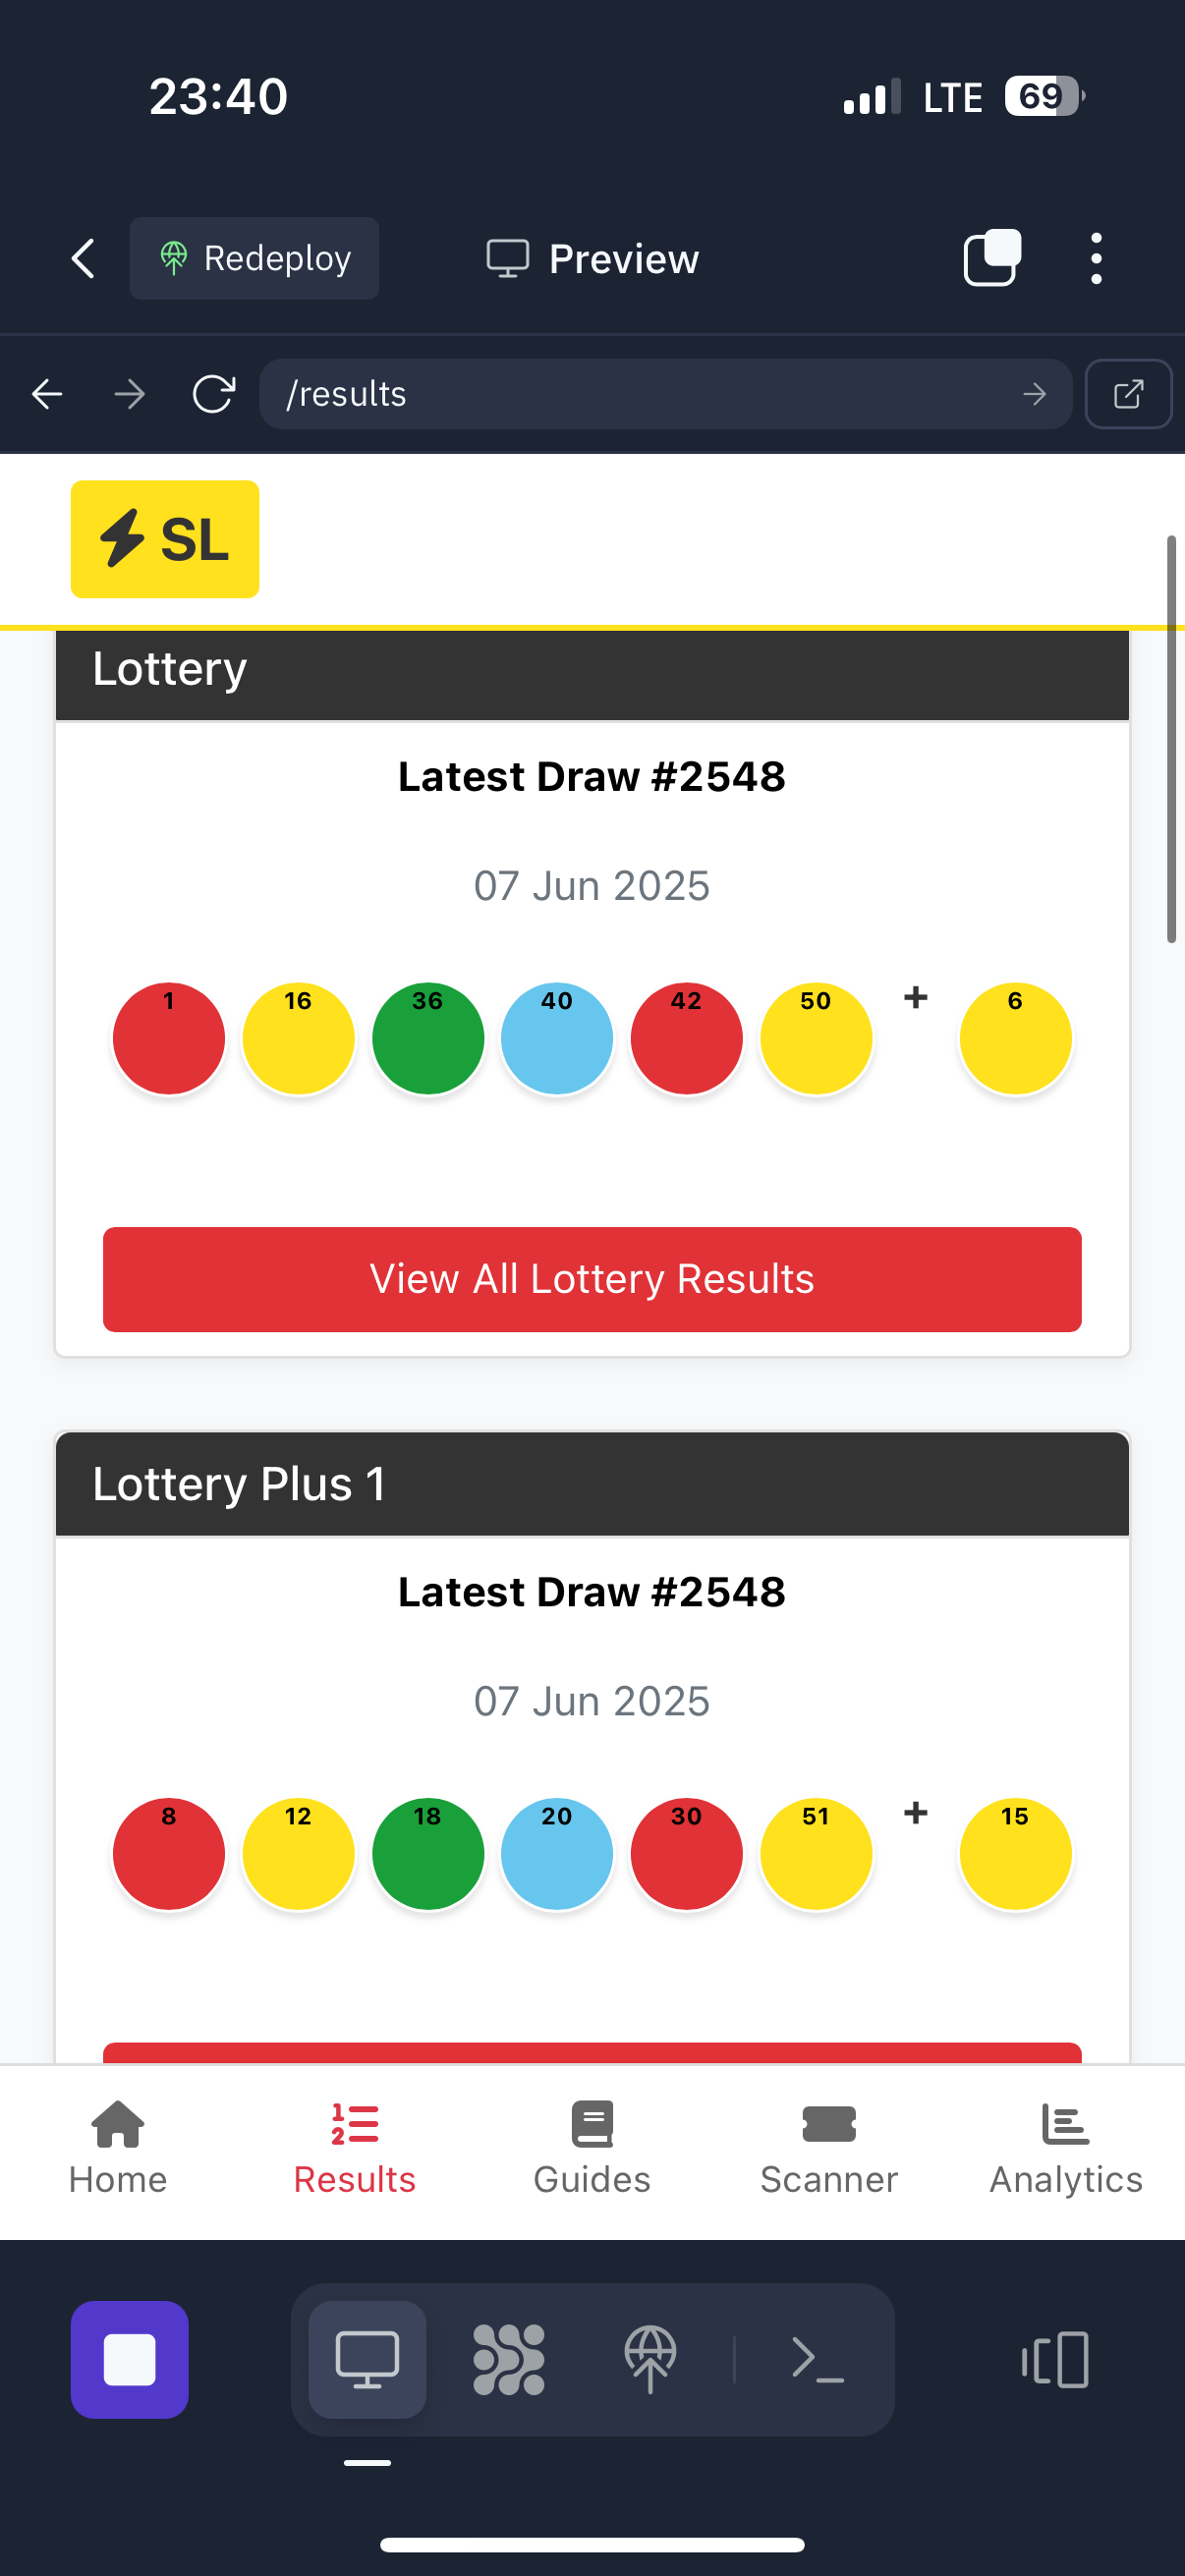 23:40 LTE 69
Redeploy Preview
/results
SL
Lottery
Latest Draw #2548
07 Jun 2025
1 16 36 40 42 50 + 6
View All Lottery Results
Lottery Plus 1
Latest Draw #2548
07 Jun 2025
8 12 18 20 30 51 + 15
Home Results Guides Scanner Analytics